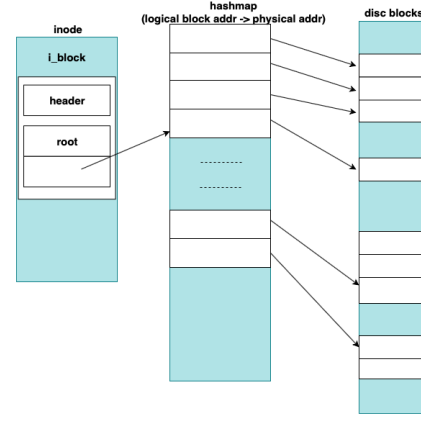 inode
i_block
header
root
hashmap
(logical block addr -> physical addr)
----------
----------
disc blocks